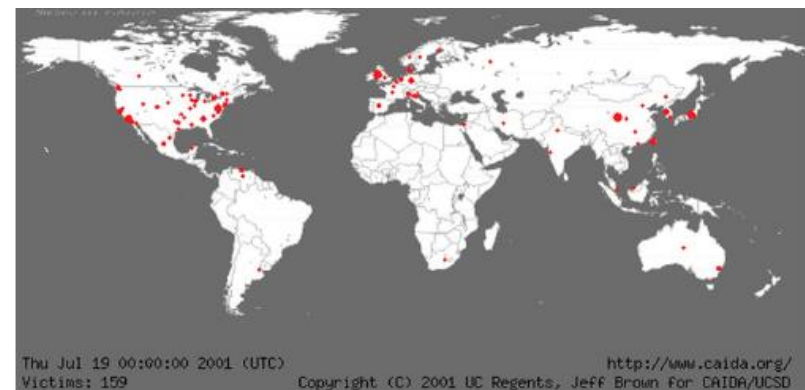 Thu Jul 19 00:00:00 2001 (UTC)
http://www.caida.org/
Victims: 159
Copyright (C) 2001 UC Regents, Jeff Brown for CAIDA/UCSD